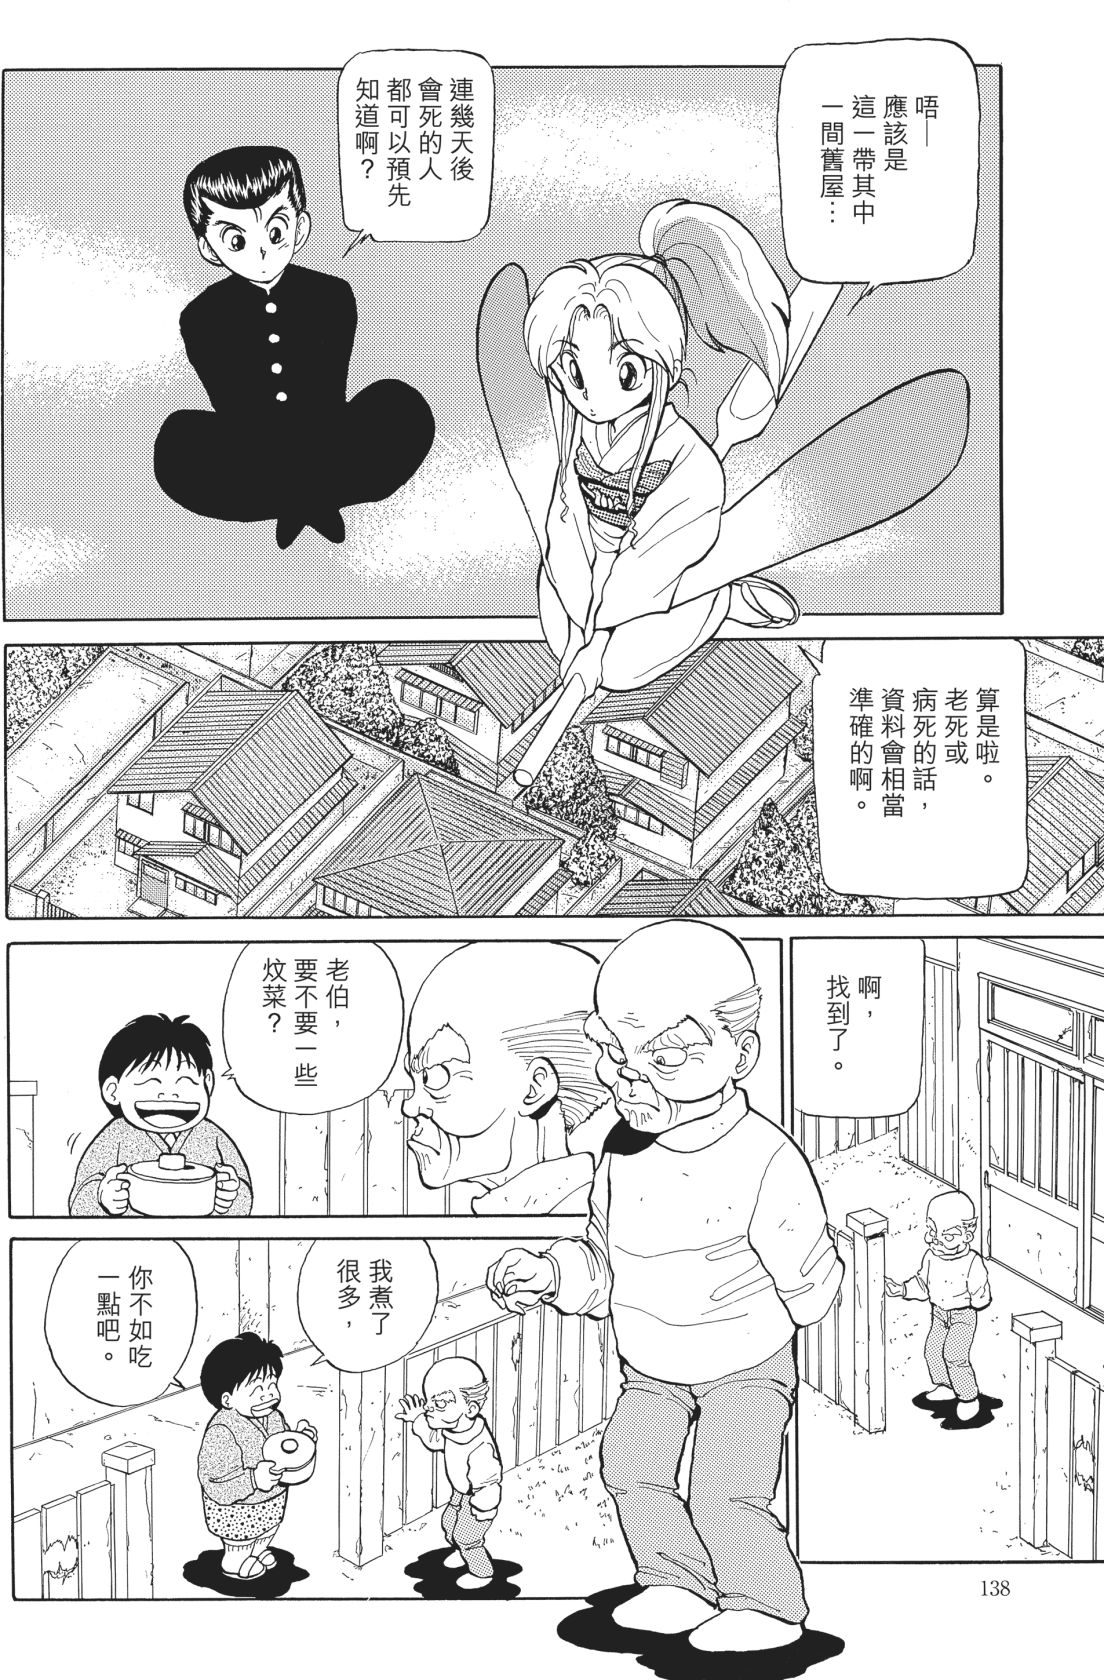 唔—
應該是
這一帶其中
一間舊屋…
連幾天後
會死的人
都可以預先
知道啊？
算是啦。
老死或
病死的話，
資料會相當
準確的啊。
啊，
找到了。
老伯，
要不要一些
炆菜？
我煮了
很多，
你不如吃
一點吧。
138